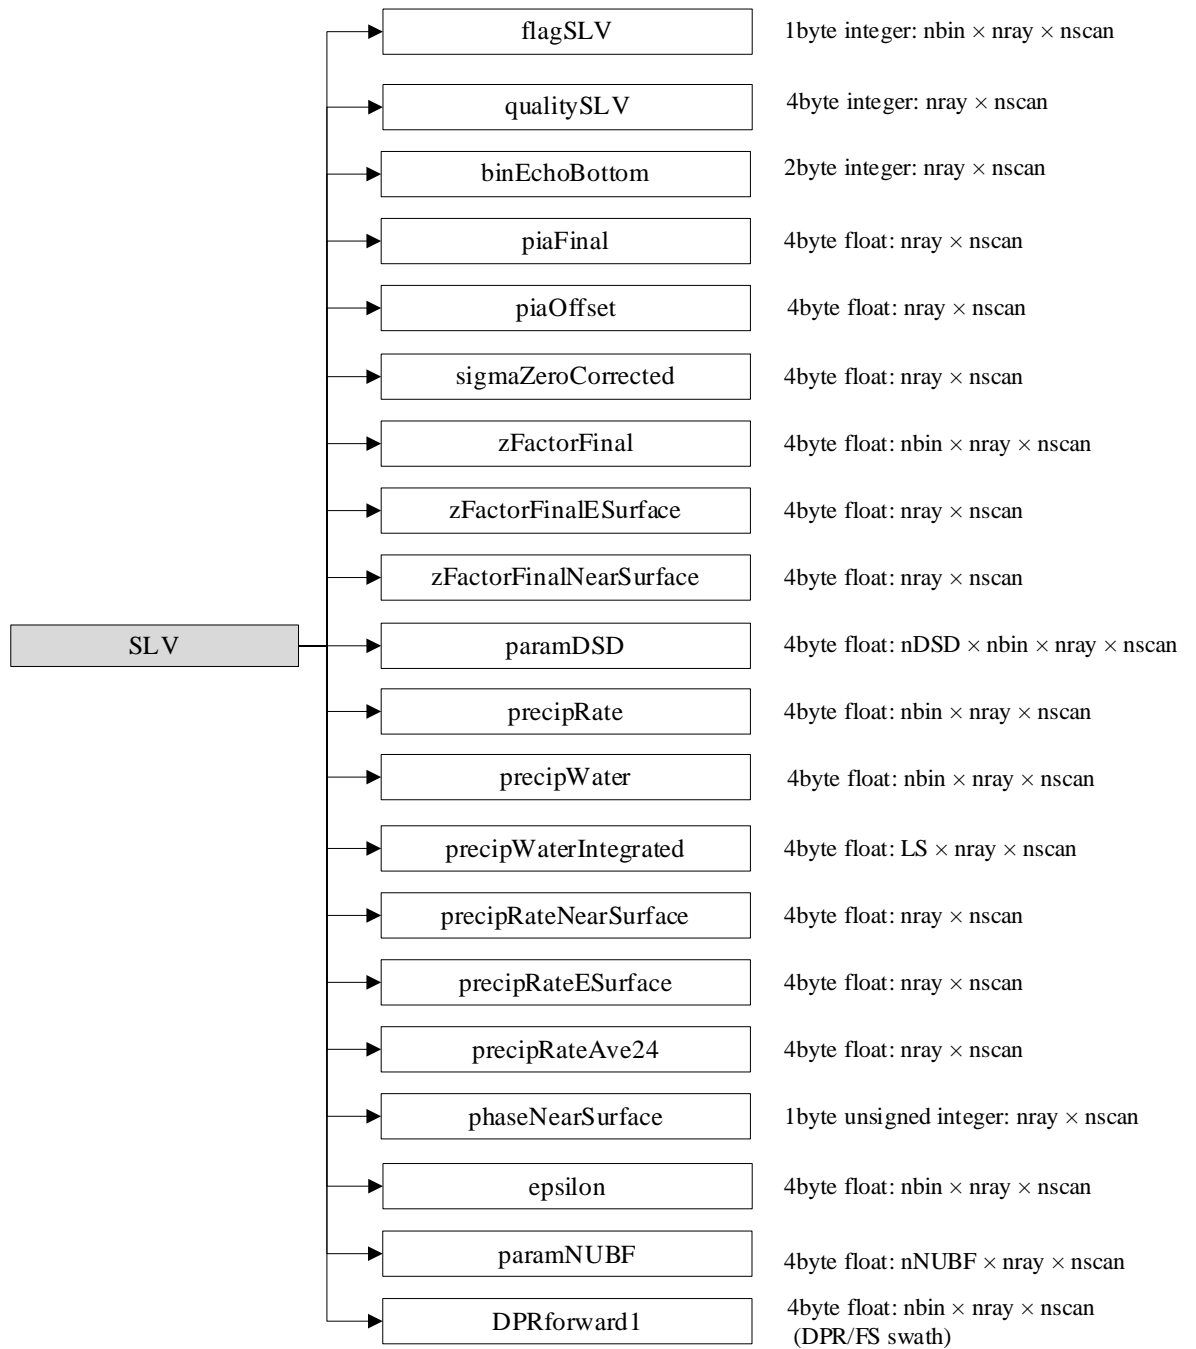 flagSLV 1byte integer: nbin × nray × nscan
qualitySLV 4byte integer: nray × nscan
binEchoBottom 2byte integer: nray × nscan
piaFinal 4byte float: nray × nscan
piaOffset 4byte float: nray × nscan
sigmaZeroCorrected 4byte float: nray × nscan
zFactorFinal 4byte float: nbin × nray × nscan
zFactorFinalESurface 4byte float: nray × nscan
zFactorFinalNearSurface 4byte float: nray × nscan
SLV paramDSD 4byte float: nDSD × nbin × nray × nscan
precipRate 4byte float: nbin × nray × nscan
precipWater 4byte float: nbin × nray × nscan
precipWaterIntegrated 4byte float: LS × nray × nscan
precipRateNearSurface 4byte float: nray × nscan
precipRateESurface 4byte float: nray × nscan
precipRateAve24 4byte float: nray × nscan
phaseNearSurface 1byte unsigned integer: nray × nscan
epsilon 4byte float: nbin × nray × nscan
paramNUBF 4byte float: nNUBF × nray × nscan
DPRforward1 4byte float: nbin × nray × nscan
(DPR/FS swath)